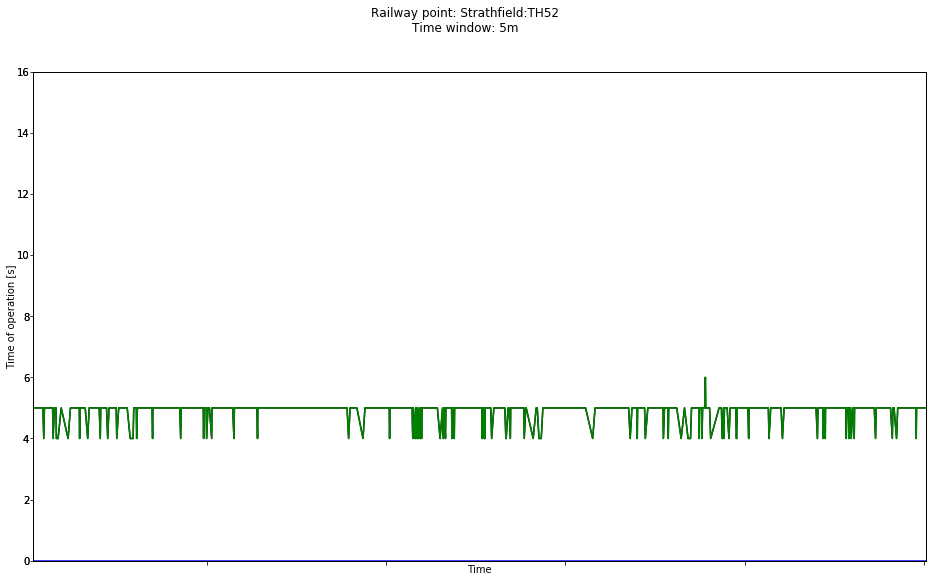 Railway point: Strathfield:TH52
Time window: 5m
16
14
12
10
8
6
4
2
0
Time of operation [s]
Time